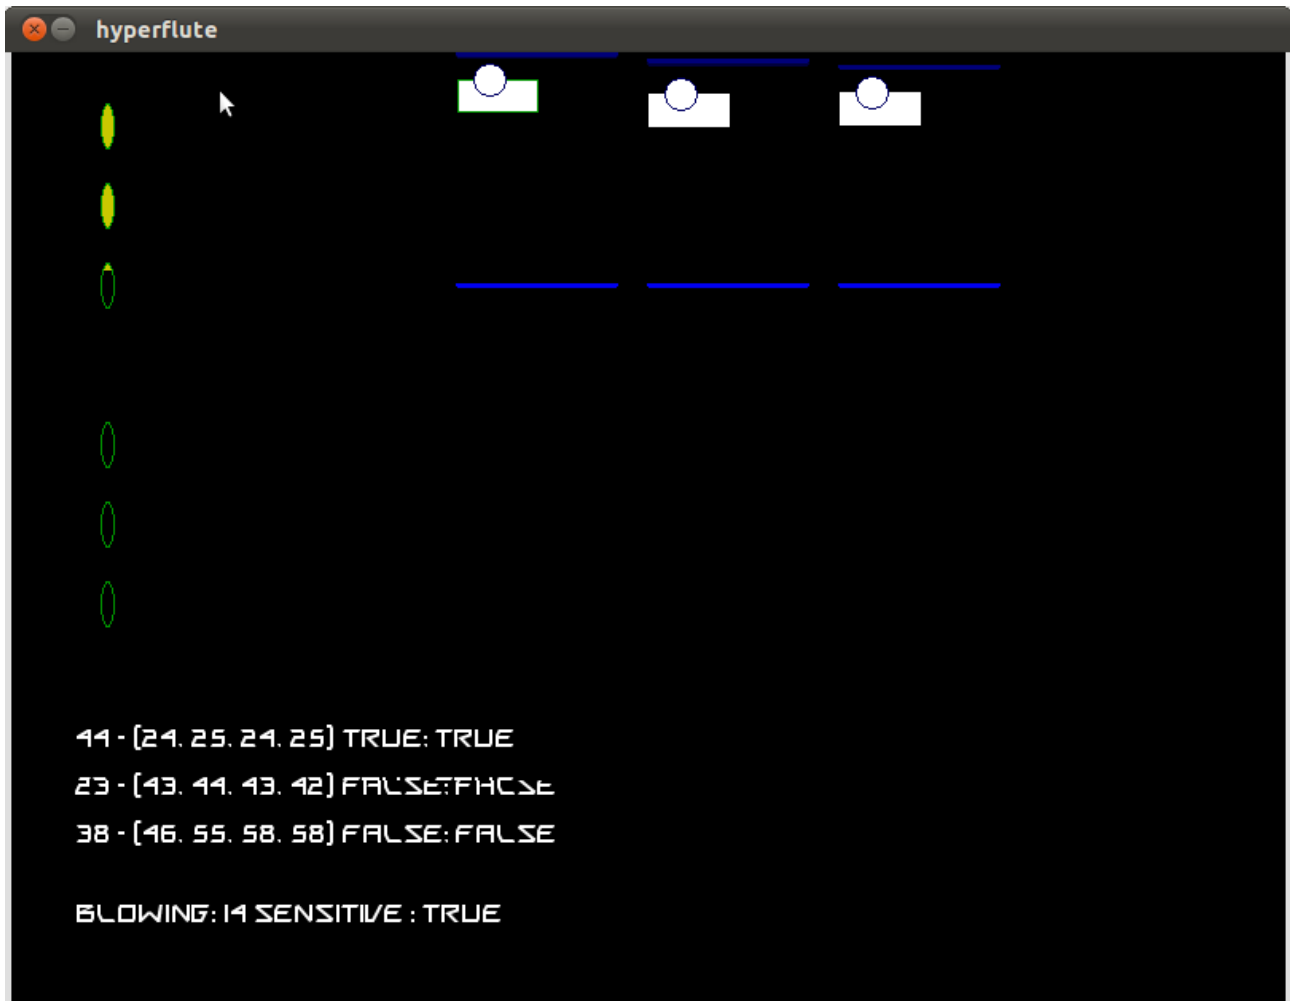 hyperflute
44 - [24, 25, 24, 25] TRUE: TRUE
23 - [43, 44, 43, 42] FALSE:FALSE
38 - [46, 55, 58, 58] FALSE: FALSE
BLOWING: 14 SENSITIVE : TRUE